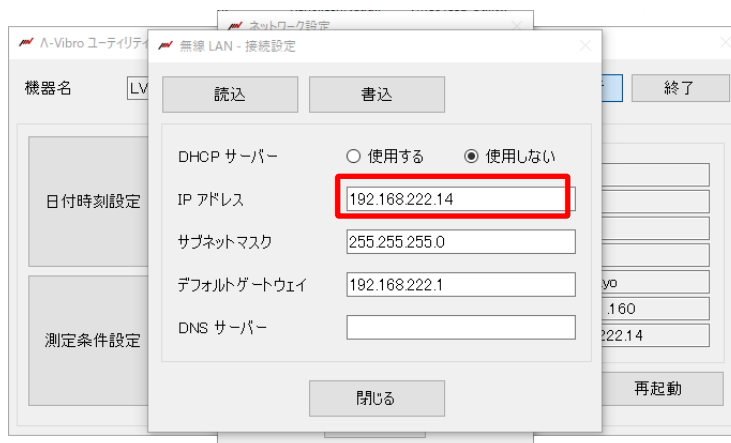 ネットワーク設定
Λ-Vibro ユーティリティ
無線 LAN - 接続設定
機器名
LV
終了
読込
書込
DHCP サーバー
使用する
使用しない
IP アドレス
192.168.222.14
サブネットマスク
255.255.255.0
デフォルトゲートウェイ
192.168.222.1
DNS サーバー
日付時刻設定
測定条件設定
yo
.160
222.14
閉じる
再起動